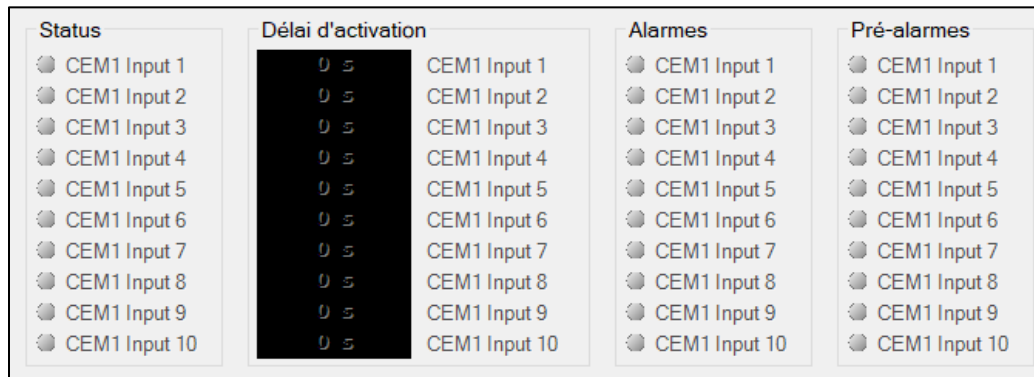 Status
CEM1 Input 1
CEM1 Input 2
CEM1 Input 3
CEM1 Input 4
CEM1 Input 5
CEM1 Input 6
CEM1 Input 7
CEM1 Input 8
CEM1 Input 9
CEM1 Input 10
Délai d'activation
0 s CEM1 Input 1
0 s CEM1 Input 2
0 s CEM1 Input 3
0 s CEM1 Input 4
0 s CEM1 Input 5
0 s CEM1 Input 6
0 s CEM1 Input 7
0 s CEM1 Input 8
0 s CEM1 Input 9
0 s CEM1 Input 10
Alarmes
CEM1 Input 1
CEM1 Input 2
CEM1 Input 3
CEM1 Input 4
CEM1 Input 5
CEM1 Input 6
CEM1 Input 7
CEM1 Input 8
CEM1 Input 9
CEM1 Input 10
Pré-alarmes
CEM1 Input 1
CEM1 Input 2
CEM1 Input 3
CEM1 Input 4
CEM1 Input 5
CEM1 Input 6
CEM1 Input 7
CEM1 Input 8
CEM1 Input 9
CEM1 Input 10